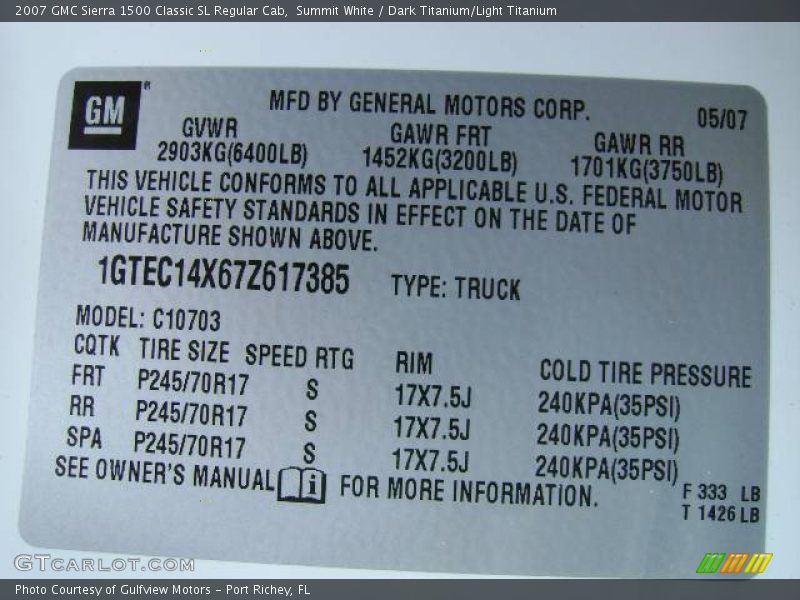 2007 GMC Sierra 1500 Classic SL Regular Cab,  Summit White / Dark Titanium/Light Titanium
GM®
MFD BY GENERAL MOTORS CORP. 05/07
GVWR GAWR FRT GAWR RR
2903KG(6400LB) 1452KG(3200LB) 1701KG(3750LB)
THIS VEHICLE CONFORMS TO ALL APPLICABLE U.S. FEDERAL MOTOR
VEHICLE SAFETY STANDARDS IN EFFECT ON THE DATE OF
MANUFACTURE SHOWN ABOVE.
1GTEC14X67Z617385 TYPE: TRUCK
MODEL: C10703
CQTK TIRE SIZE SPEED RTG RIM COLD TIRE PRESSURE
FRT P245/70R17 S 17X7.5J 240KPA(35PSI)
RR P245/70R17 S 17X7.5J 240KPA(35PSI)
SPA P245/70R17 S 17X7.5J 240KPA(35PSI)
SEE OWNER'S MANUAL i FOR MORE INFORMATION.
F 333 LB
T 1426 LB
GTCARLOT.COM
Photo Courtesy of Gulfview Motors - Port Richey, FL